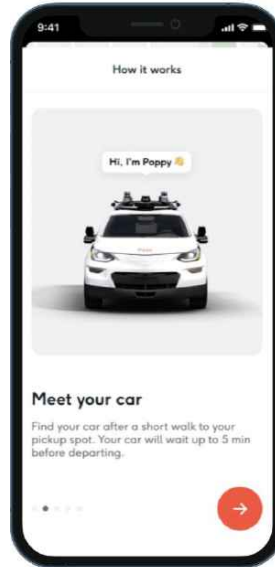 9:41
How it works
Hi, I'm Poppy 👋
Meet your car
Find your car after a short walk to your
pickup spot. Your car will wait up to 5 min
before departing.